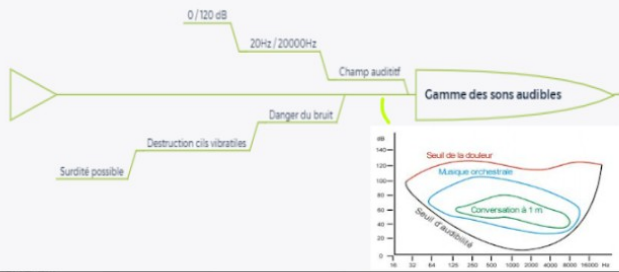 0 / 120 dB
20Hz / 20000Hz
Champ audititf
Gamme des sons audibles
Danger du bruit
Destruction cils vibratiles
Surdité possible
dB
140
120
100
80
60
40
20
0
Seuil de la douleur
Musique orchestrale
Conversation à 1 m.
Seuil d'audibilité
16 32 64 125 250 500 1000 2000 4000 8000 16000 Hz